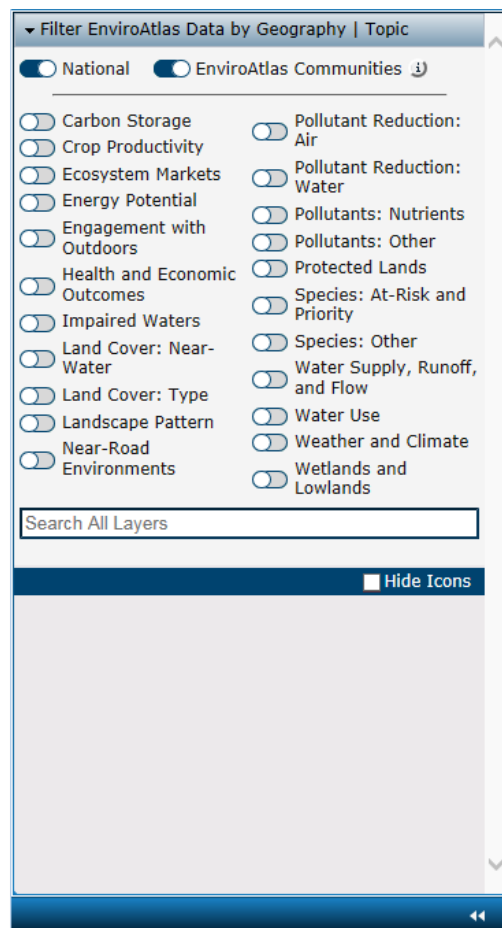 Filter EnviroAtlas Data by Geography | Topic
National
EnviroAtlas Communities
Carbon Storage
Crop Productivity
Ecosystem Markets
Energy Potential
Engagement with
Outdoors
Health and Economic
Outcomes
Impaired Waters
Land Cover: Near-
Water
Land Cover: Type
Landscape Pattern
Near-Road
Environments
Pollutant Reduction:
Air
Pollutant Reduction:
Water
Pollutants: Nutrients
Pollutants: Other
Protected Lands
Species: At-Risk and
Priority
Species: Other
Water Supply, Runoff,
and Flow
Water Use
Weather and Climate
Wetlands and
Lowlands
Search All Layers
Hide Icons